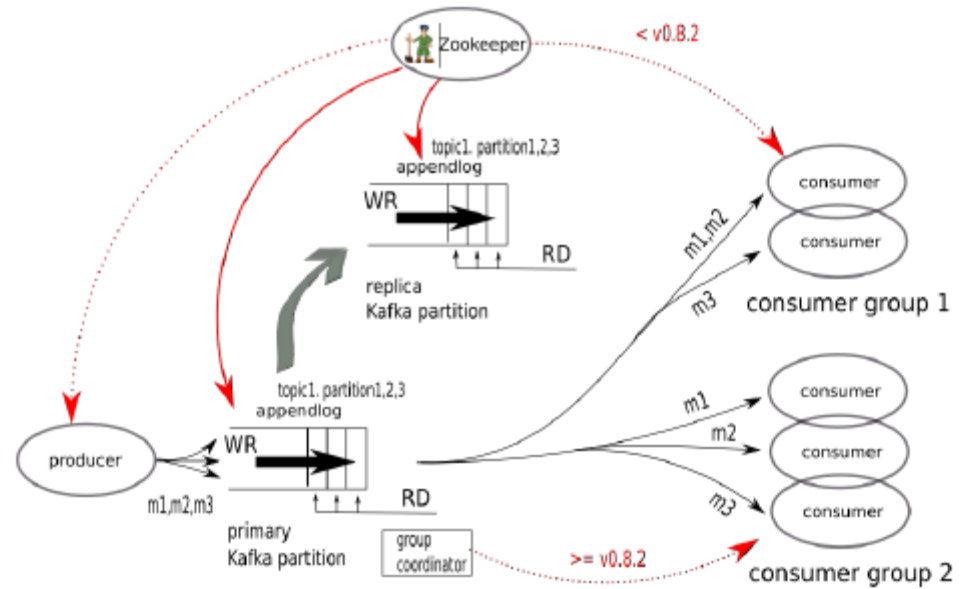 Zookeeper
< v0.8.2
topic1. partition1,2,3
appendlog
WR
RD
replica
Kafka partition
consumer
consumer
m1,m2
m3
consumer group 1
topic1. partition1,2,3
appendlog
producer
WR
m1,m2,m3
RD
primary
Kafka partition
group
coordinator
>= v0.8.2
m1
m2
m3
consumer
consumer
consumer
consumer group 2